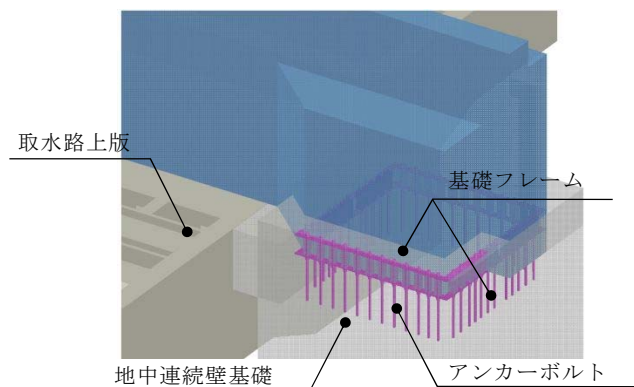 取水路上版
基礎フレーム
地中連続壁基礎
アンカーボルト